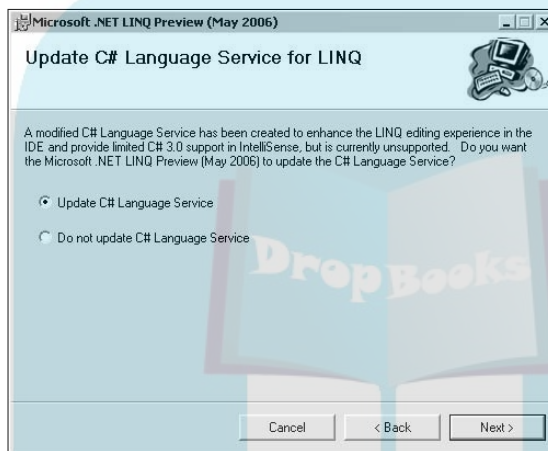 Microsoft .NET LINQ Preview (May 2006)
Update C# Language Service for LINQ
A modified C# Language Service has been created to enhance the LINQ editing experience in the
IDE and provide limited C# 3.0 support in IntelliSense, but is currently unsupported. Do you want
the Microsoft .NET LINQ Preview (May 2006) to update the C# Language Service?
Update C# Language Service
Do not update C# Language Service
DropBooks
Cancel
< Back
Next >